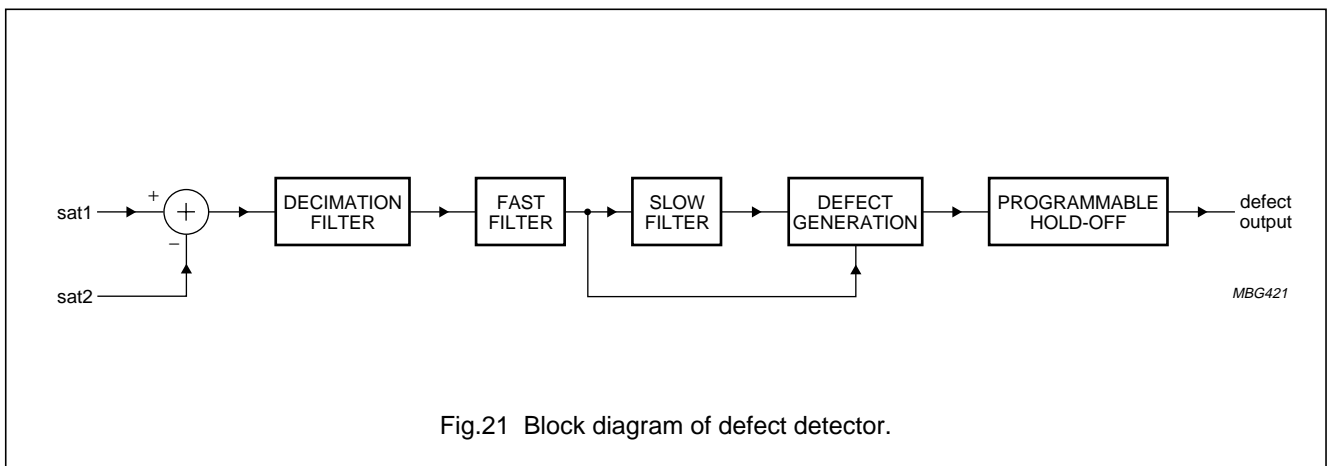 sat1
+
+
−
sat2
DECIMATION
FILTER
FAST
FILTER
SLOW
FILTER
DEFECT
GENERATION
PROGRAMMABLE
HOLD-OFF
defect
output
MBG421
Fig.21 Block diagram of defect detector.